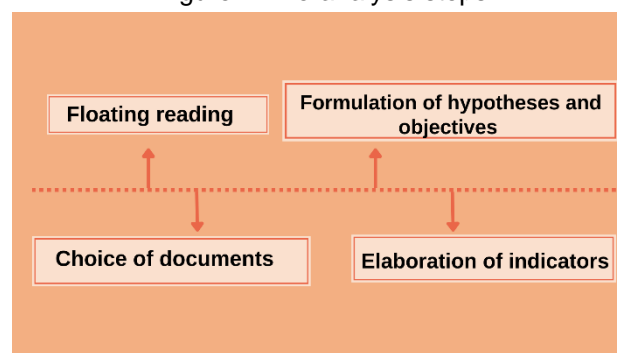 Floating reading
Formulation of hypotheses and
objectives
Choice of documents
Elaboration of indicators